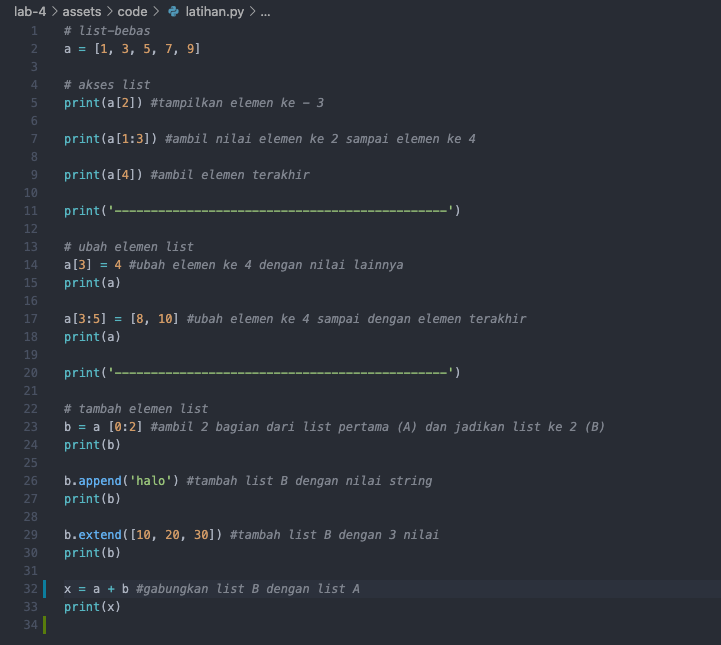 lab-4 > assets > code > latihan.py > ...
1 # list-bebas
2 a = [1, 3, 5, 7, 9]
3
4 # akses list
5 print(a[2]) #tampilkan elemen ke - 3
6
7 print(a[1:3]) #ambil nilai elemen ke 2 sampai elemen ke 4
8
9 print(a[4]) #ambil elemen terakhir
10
11 print('----------------------------------------------')
12
13 # ubah elemen list
14 a[3] = 4 #ubah elemen ke 4 dengan nilai lainnya
15 print(a)
16
17 a[3:5] = [8, 10] #ubah elemen ke 4 sampai dengan elemen terakhir
18 print(a)
19
20 print('----------------------------------------------')
21
22 # tambah elemen list
23 b = a [0:2] #ambil 2 bagian dari list pertama (A) dan jadikan list ke 2 (B)
24 print(b)
25
26 b.append('halo') #tambah list B dengan nilai string
27 print(b)
28
29 b.extend([10, 20, 30]) #tambah list B dengan 3 nilai
30 print(b)
31
32 x = a + b #gabungkan list B dengan list A
33 print(x)
34